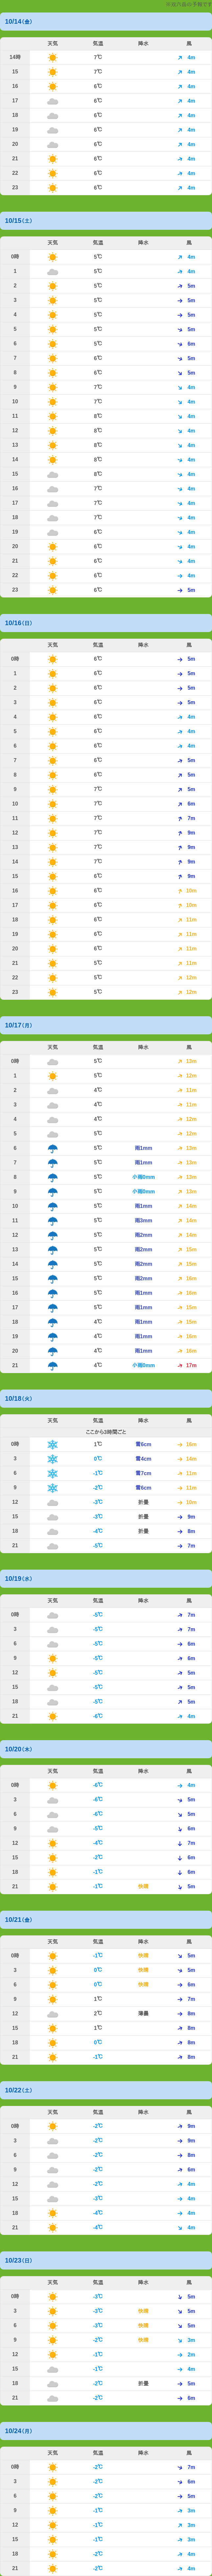 10/14(金)
天気 気温 降水 風
14時 7℃ 4m
15 7℃ 4m
16 6℃ 4m
17 6℃ 4m
18 6℃ 4m
19 6℃ 4m
20 6℃ 4m
21 6℃ 4m
22 6℃ 4m
23 6℃ 4m
10/15(土)
天気 気温 降水 風
0時 5℃ 4m
1 5℃ 4m
2 5℃ 5m
3 5℃ 5m
4 5℃ 5m
5 5℃ 5m
6 5℃ 6m
7 6℃ 5m
8 6℃ 5m
9 7℃ 4m
10 7℃ 4m
11 8℃ 4m
12 8℃ 4m
13 8℃ 4m
14 8℃ 4m
15 8℃ 4m
16 7℃ 4m
17 7℃ 4m
18 7℃ 4m
19 6℃ 4m
20 6℃ 4m
21 6℃ 4m
22 6℃ 4m
23 6℃ 5m
10/16(日)
天気 気温 降水 風
0時 6℃ 5m
1 6℃ 5m
2 6℃ 5m
3 6℃ 5m
4 6℃ 4m
5 6℃ 4m
6 6℃ 4m
7 6℃ 5m
8 6℃ 5m
9 7℃ 5m
10 7℃ 6m
11 7℃ 7m
12 7℃ 9m
13 7℃ 9m
14 7℃ 9m
15 6℃ 9m
16 6℃ 10m
17 6℃ 10m
18 6℃ 11m
19 6℃ 11m
20 6℃ 11m
21 5℃ 11m
22 5℃ 12m
23 5℃ 12m
10/17(月)
天気 気温 降水 風
0時 5℃ 13m
1 5℃ 12m
2 4℃ 11m
3 4℃ 11m
4 4℃ 12m
5 5℃ 12m
6 5℃ 雨1mm 13m
7 5℃ 雨1mm 13m
8 5℃ 小雨0mm 13m
9 5℃ 小雨0mm 13m
10 5℃ 雨1mm 14m
11 5℃ 雨3mm 14m
12 5℃ 雨2mm 14m
13 5℃ 雨2mm 15m
14 5℃ 雨2mm 15m
15 5℃ 雨2mm 16m
16 5℃ 雨1mm 16m
17 5℃ 雨1mm 15m
18 4℃ 雨1mm 15m
19 4℃ 雨1mm 16m
20 4℃ 雨1mm 16m
21 4℃ 小雨0mm 17m
10/18(火)
天気 気温 降水 風
ここから3時間ごと
0時 1℃ 雪6cm 16m
3 0℃ 雪4cm 14m
6 -1℃ 雪7cm 11m
9 -2℃ 雪6cm 11m
12 -3℃ 折曇 10m
15 -3℃ 折曇 9m
18 -4℃ 折曇 8m
21 -5℃ 7m
10/19(水)
天気 気温 降水 風
0時 -5℃ 7m
3 -5℃ 7m
6 -5℃ 6m
9 -5℃ 6m
12 -5℃ 5m
15 -5℃ 5m
18 -5℃ 5m
21 -6℃ 4m
10/20(木)
天気 気温 降水 風
0時 -6℃ 4m
3 -6℃ 5m
6 -6℃ 5m
9 -5℃ 6m
12 -4℃ 7m
15 -2℃ 6m
18 -1℃ 6m
21 -1℃ 快晴 5m
10/21(金)
天気 気温 降水 風
0時 -1℃ 快晴 5m
3 0℃ 快晴 5m
6 0℃ 快晴 6m
9 1℃ 7m
12 2℃ 薄曇 8m
15 1℃ 8m
18 0℃ 8m
21 -1℃ 8m
10/22(土)
天気 気温 降水 風
0時 -2℃ 9m
3 -2℃ 9m
6 -2℃ 8m
9 -2℃ 6m
12 -2℃ 4m
15 -3℃ 4m
18 -4℃ 4m
21 -4℃ 4m
10/23(日)
天気 気温 降水 風
0時 -3℃ 5m
3 -3℃ 快晴 5m
6 -3℃ 快晴 5m
9 -2℃ 快晴 3m
12 -1℃ 2m
15 -1℃ 4m
18 -2℃ 折曇 5m
21 -2℃ 6m
10/24(月)
天気 気温 降水 風
0時 -2℃ 7m
3 -2℃ 6m
6 -2℃ 5m
9 -1℃ 3m
12 -1℃ 3m
15 -1℃ 3m
18 -2℃ 4m
21 -2℃ 4m